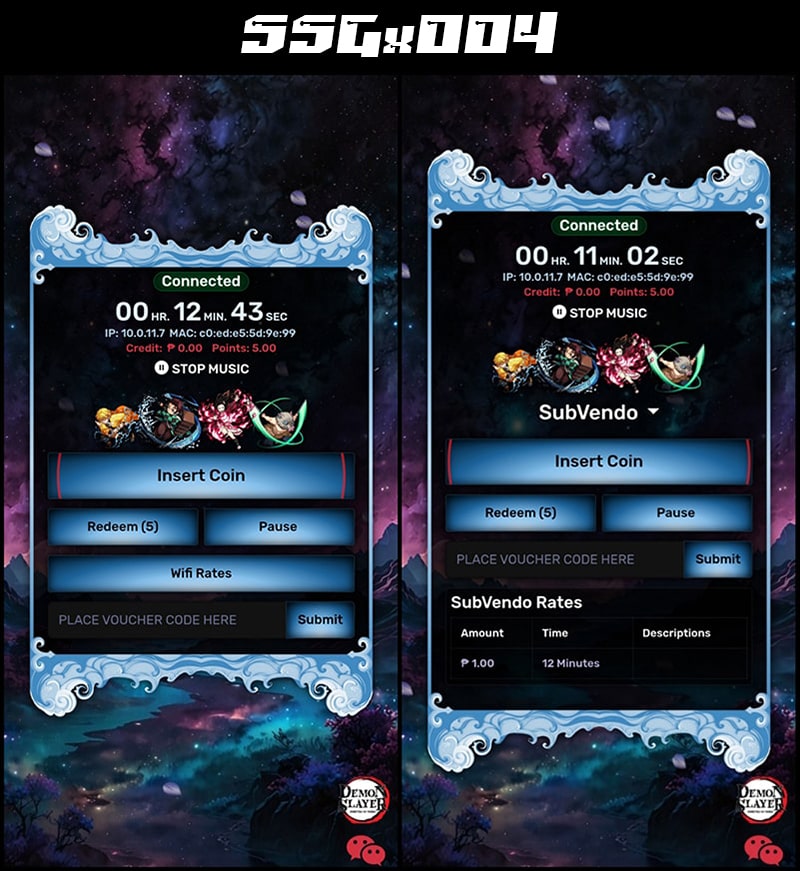 SSGx004
Connected
00 HR. 12 MIN. 43 SEC
IP: 10.0.11.7 MAC: c0:ed:e5:5d:9e:99
Credit: ₱ 0.00 Points: 5.00
STOP MUSIC
Insert Coin
Redeem (5) Pause
Wifi Rates
PLACE VOUCHER CODE HERE Submit
DEMON
SLAYER
Connected
00 HR. 11 MIN. 02 SEC
IP: 10.0.11.7 MAC: c0:ed:e5:5d:9e:99
Credit: ₱ 0.00 Points: 5.00
STOP MUSIC
SubVendo
Insert Coin
Redeem (5) Pause
PLACE VOUCHER CODE HERE Submit
SubVendo Rates
Amount Time Descriptions
₱ 1.00 12 Minutes
DEMON
SLAYER